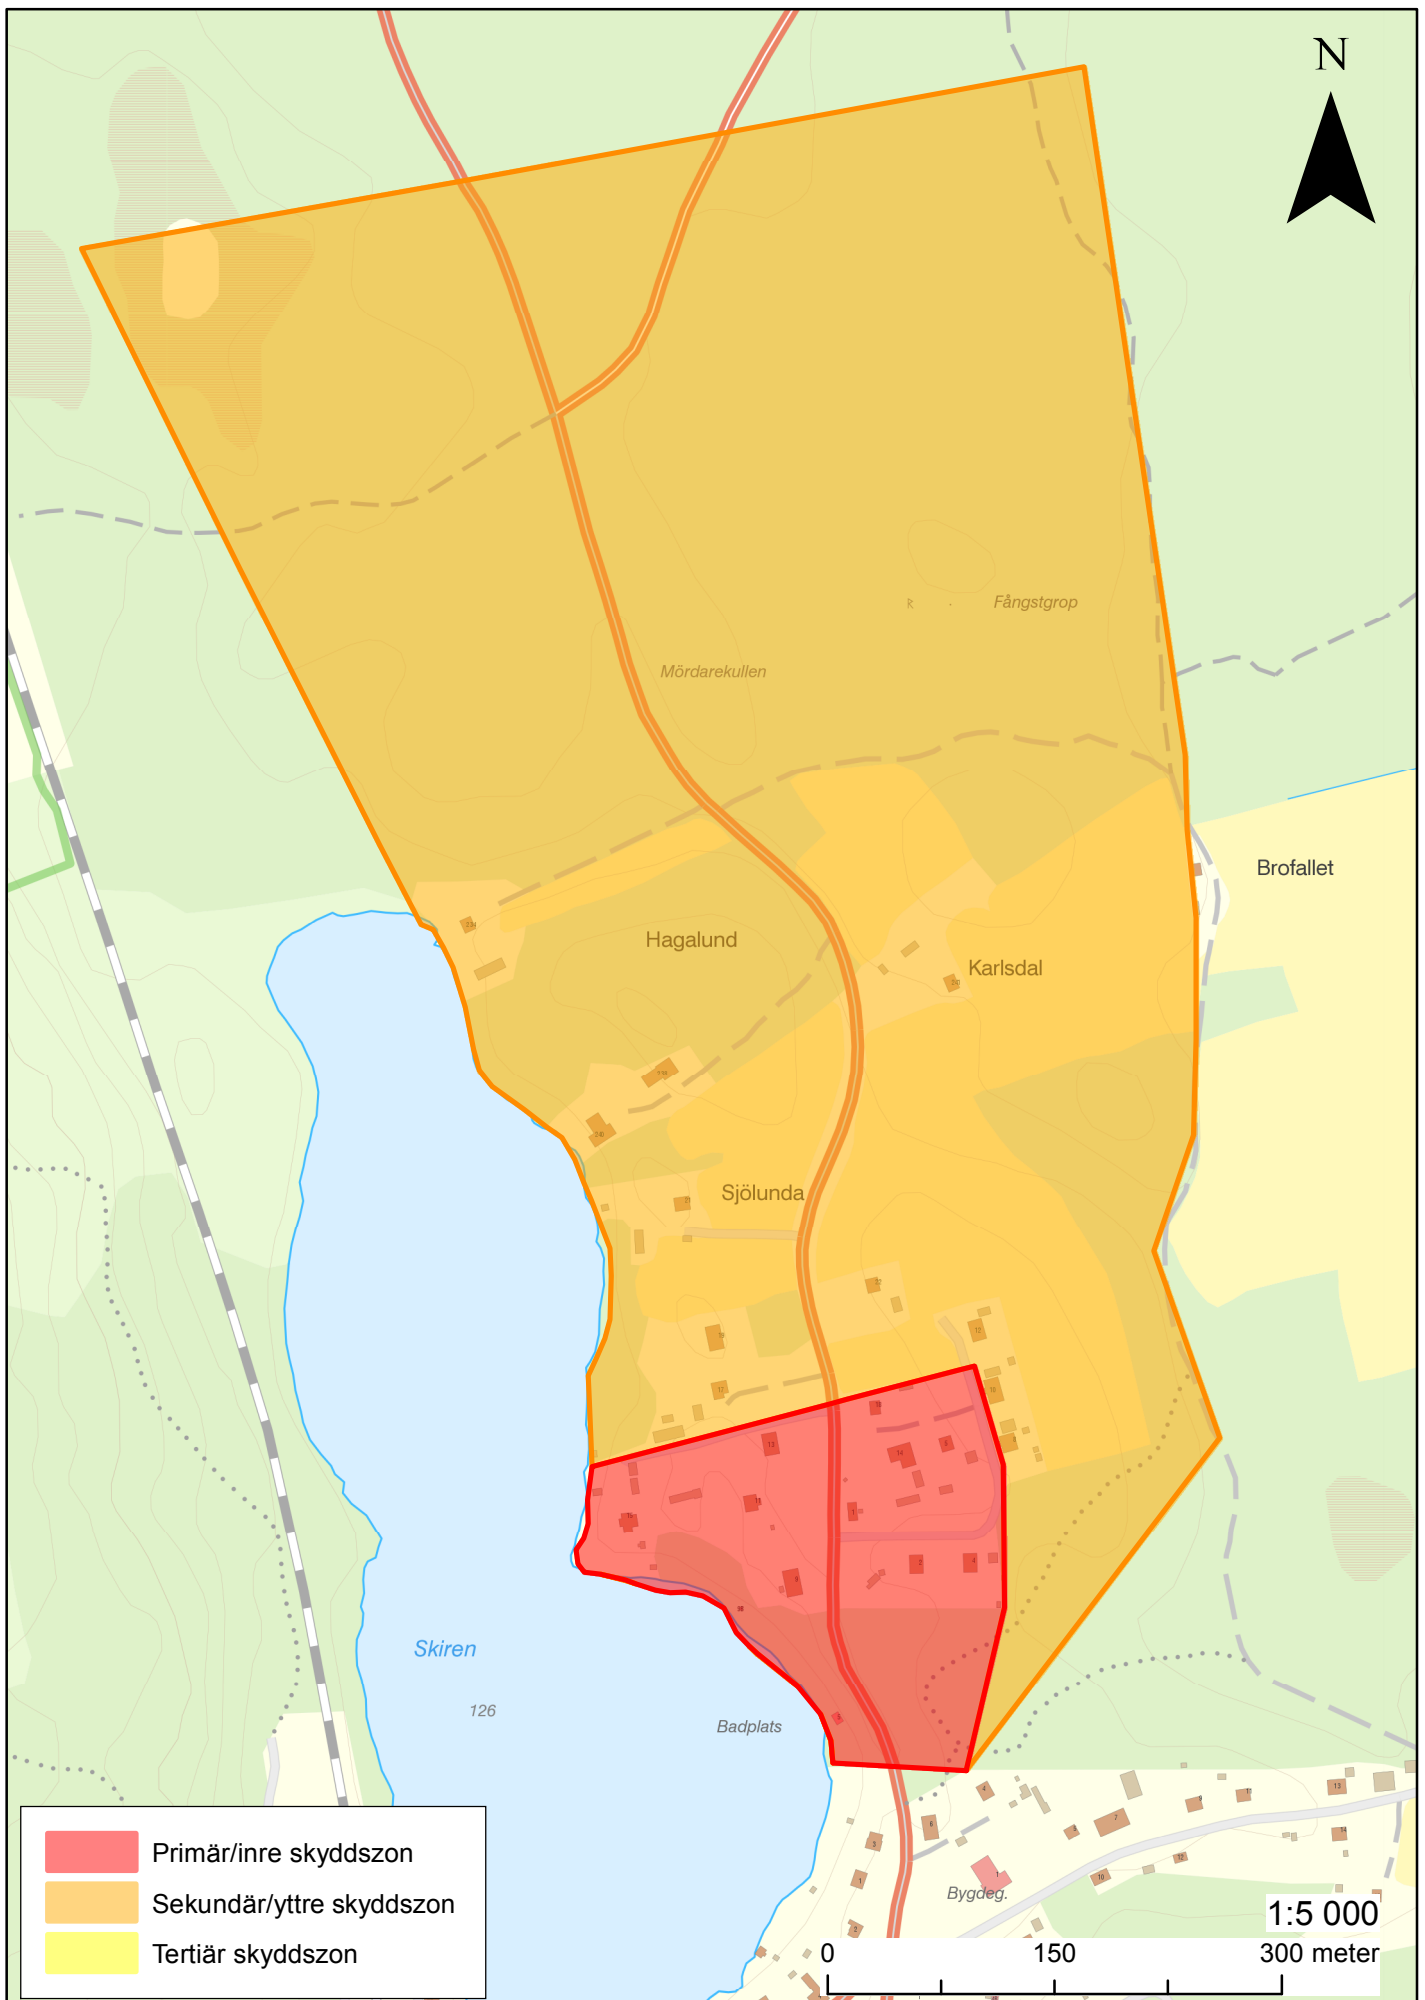 N
Fångstgrop
Mördarekullen
Brofallet
Hagalund
Karlsdal
Sjölunda
Skiren
126
Badplats
Bygdeg.
Primär/inre skyddszon
Sekundär/yttre skyddszon
Tertiär skyddszon
1:5 000
0 150 300 meter